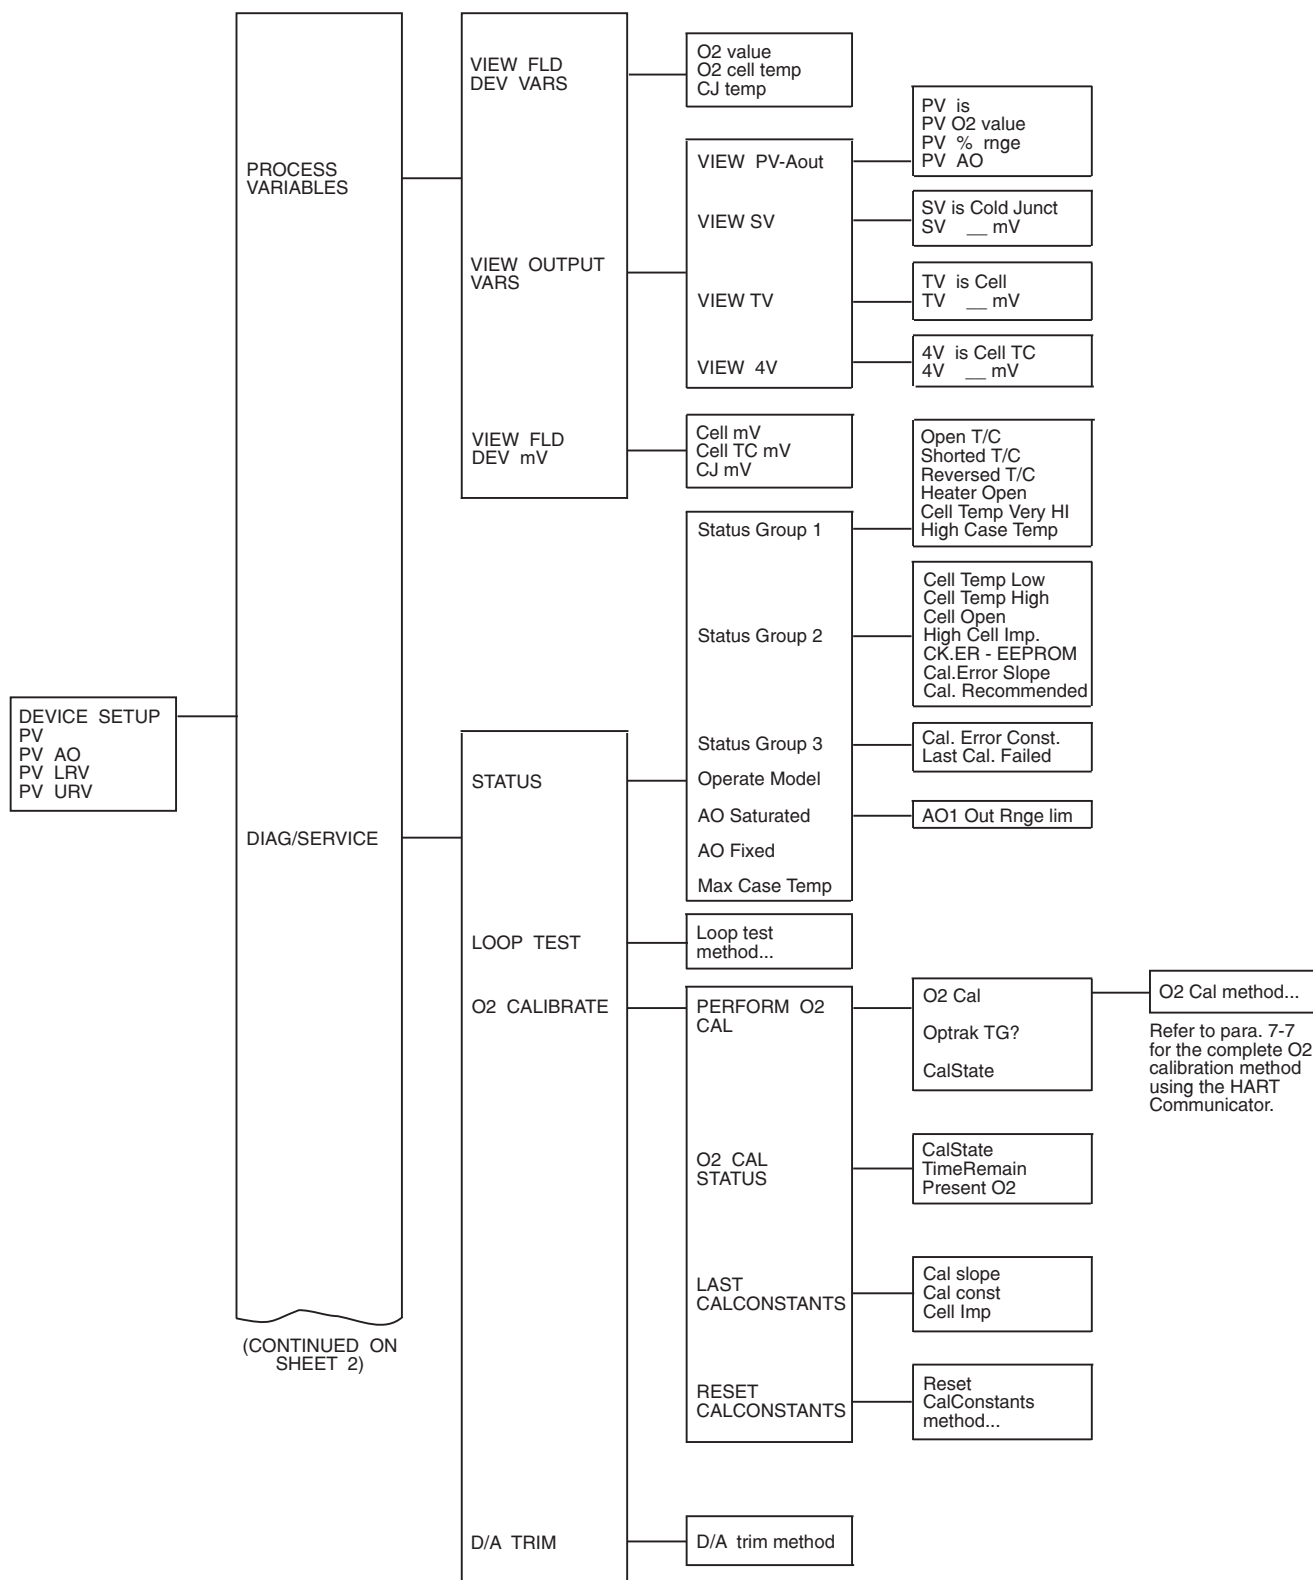 DEVICE SETUP
PV
PV AO
PV LRV
PV URV
PROCESS
VARIABLES
DIAG/SERVICE
(CONTINUED ON
SHEET 2)
VIEW FLD
DEV VARS
VIEW OUTPUT
VARS
VIEW FLD
DEV mV
O2 value
O2 cell temp
CJ temp
VIEW PV-Aout
VIEW SV
VIEW TV
VIEW 4V
PV is
PV O2 value
PV % rnge
PV AO
SV is Cold Junct
SV __ mV
TV is Cell
TV __ mV
4V is Cell TC
4V __ mV
Cell mV
Cell TC mV
CJ mV
STATUS
LOOP TEST
O2 CALIBRATE
D/A TRIM
Status Group 1
Status Group 2
Status Group 3
Operate Model
AO Saturated
AO Fixed
Max Case Temp
Open T/C
Shorted T/C
Reversed T/C
Heater Open
Cell Temp Very HI
High Case Temp
Cell Temp Low
Cell Temp High
Cell Open
High Cell Imp.
CK.ER - EEPROM
Cal.Error Slope
Cal. Recommended
Cal. Error Const.
Last Cal. Failed
AO1 Out Rnge lim
Loop test
method...
PERFORM O2
CAL
O2 CAL
STATUS
LAST
CALCONSTANTS
RESET
CALCONSTANTS
O2 Cal
Optrak TG?
CalState
O2 Cal method...
Refer to para. 7-7
for the complete O2
calibration method
using the HART
Communicator.
CalState
TimeRemain
Present O2
Cal slope
Cal const
Cell Imp
Reset
CalConstants
method...
D/A trim method